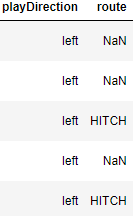 playDirection route
left NaN
left NaN
left HITCH
left NaN
left HITCH